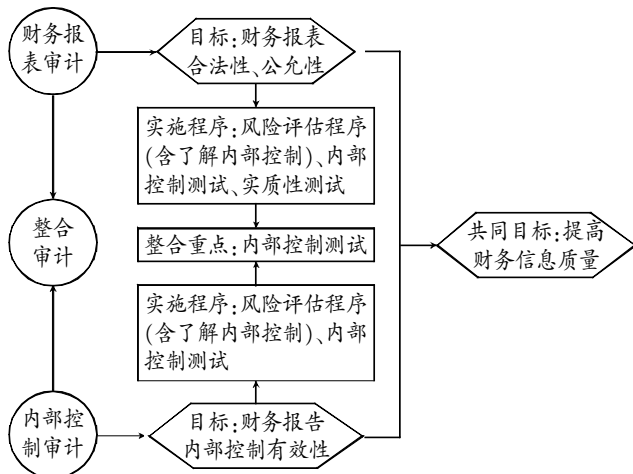 财务报
表审计
目标:财务报表
合法性、公允性
实施程序:风险评估程序
(含了解内部控制)、内部
控制测试、实质性测试
整合
审计
整合重点:内部控制测试
共同目标:提高
财务信息质量
实施程序:风险评估程序
(含了解内部控制)、内部
控制测试
内部控
制审计
目标:财务报告
内部控制有效性